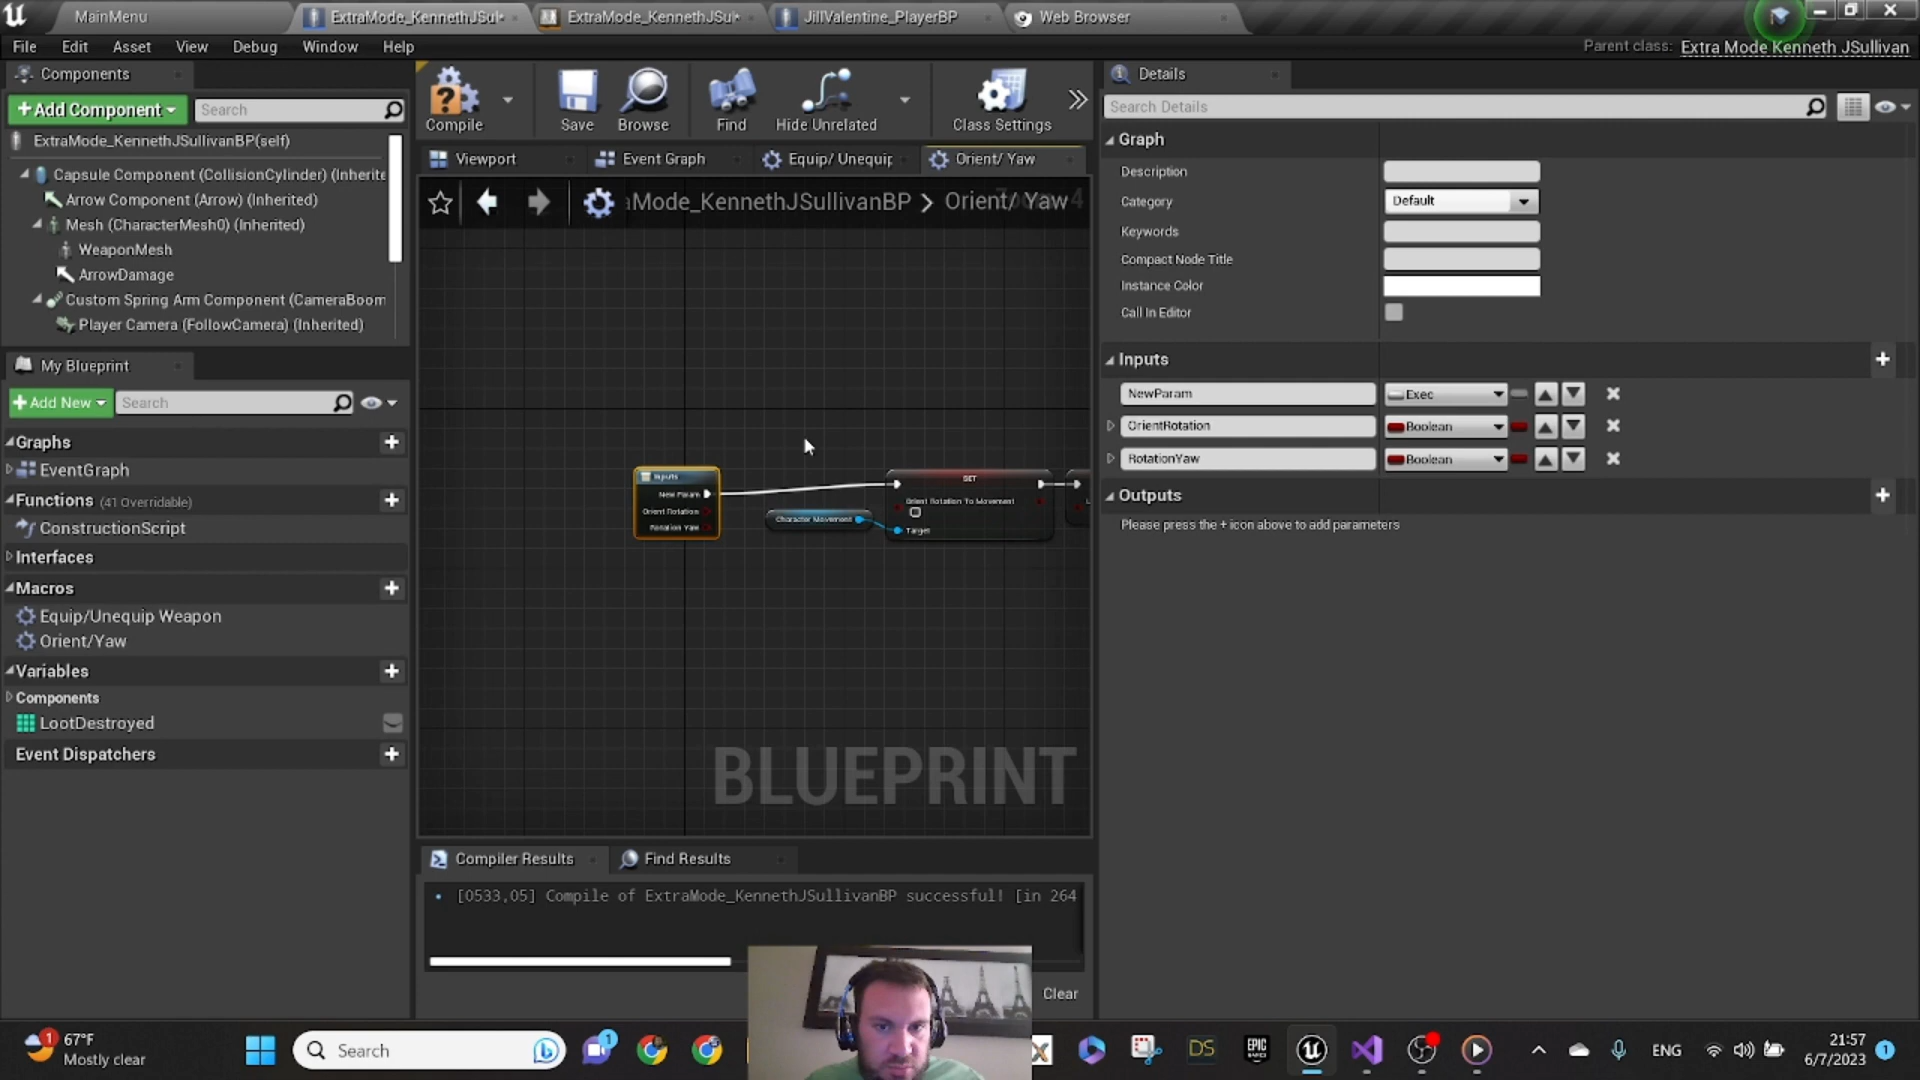 MainMenu
ExtraMode_KennethJSul*
ExtraMode_KennethJSul*
JillValentine_PlayerBP
Web Browser
File
Edit
Asset
View
Debug
Window
Help
Parent class: Extra Mode Kenneth JSullivan
Components
+Add Component
Search
ExtraMode_KennethJSullivanBP(self)
Capsule Component (CollisionCylinder) (Inherite
Arrow Component (Arrow) (Inherited)
Mesh (CharacterMesh0) (Inherited)
WeaponMesh
ArrowDamage
Custom Spring Arm Component (CameraBoom
Player Camera (FollowCamera) (Inherited)
My Blueprint
+Add New
Search
Graphs
EventGraph
Functions (41 Overridable)
ConstructionScript
Interfaces
Macros
Equip/Unequip Weapon
Orient/Yaw
Variables
Components
LootDestroyed
Event Dispatchers
Compile
Save
Browse
Find
Hide Unrelated
Class Settings
Viewport
Event Graph
Equip/ Unequip
Orient/ Yaw
aMode_KennethJSullivanBP > Orient/ Yaw
Inputs
New Param
Orient Rotation
Rotation Yaw
Character Movement
SET
Orient Rotation To Movement
Target
BLUEPRINT
Compiler Results
Find Results
[0533,05] Compile of ExtraMode_KennethJSullivanBP successful! [in 264
Clear
Details
Search Details
Graph
Description
Category
Default
Keywords
Compact Node Title
Instance Color
Call In Editor
Inputs
NewParam
Exec
OrientRotation
Boolean
RotationYaw
Boolean
Outputs
Please press the + icon above to add parameters
1
67°F
Mostly clear
Search
1
DS
EPIC
GAMES
ENG
21:57
6/7/2023
1